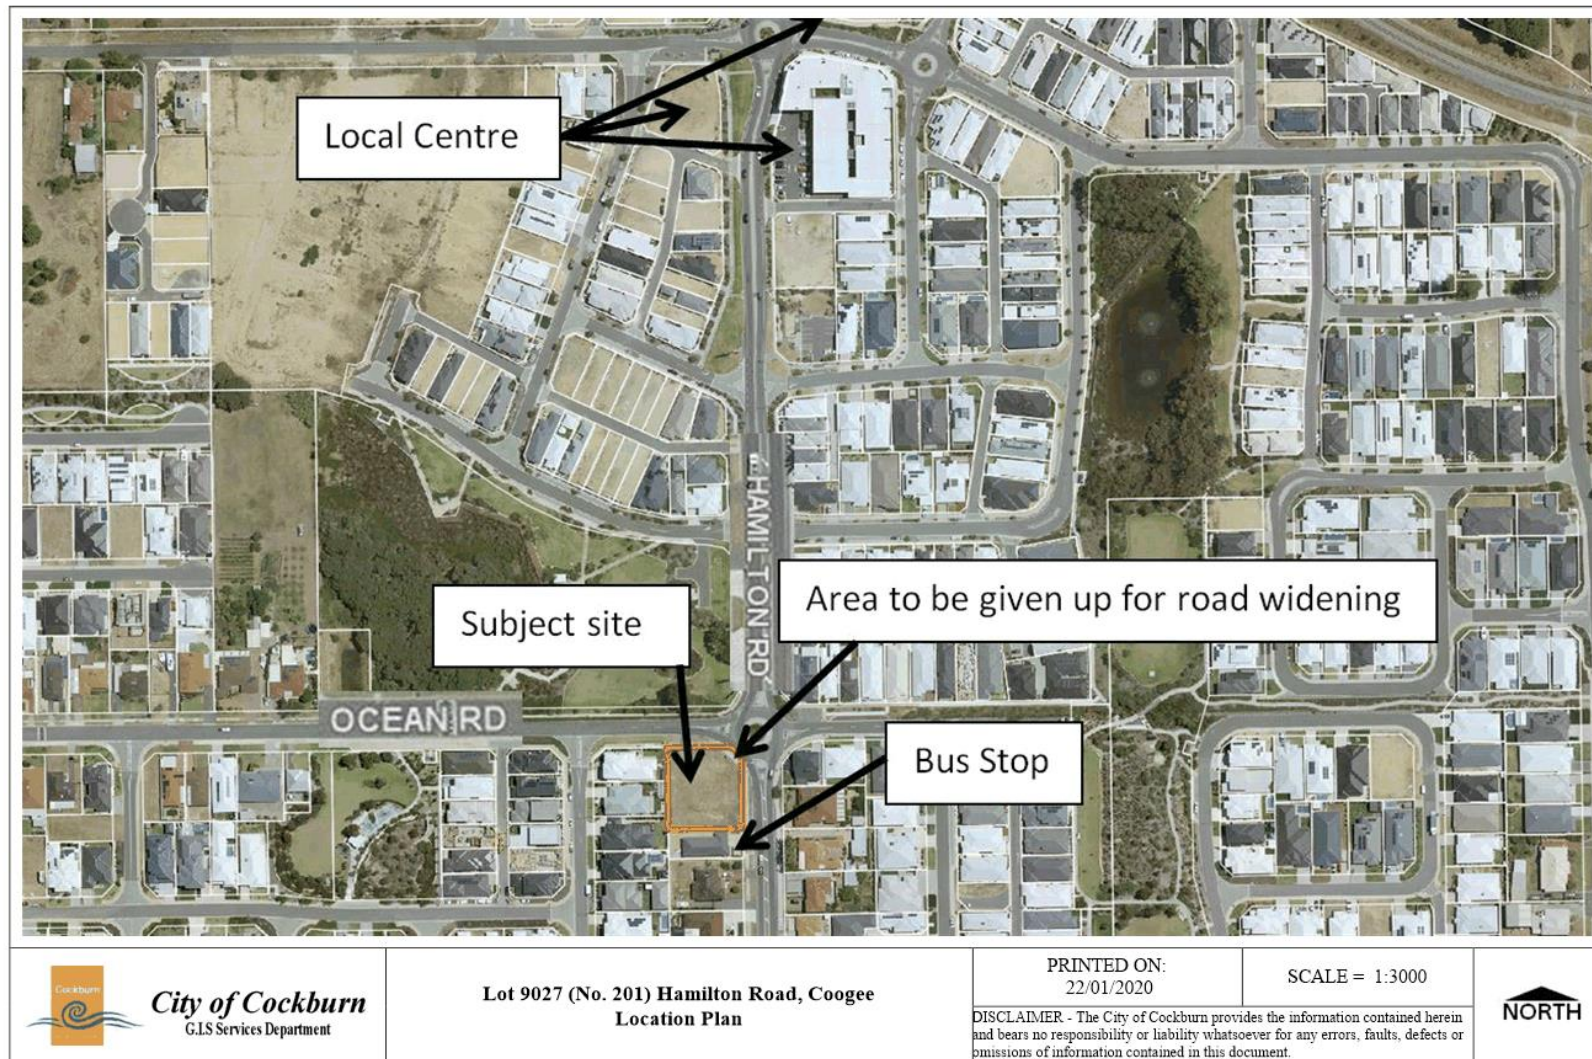 Local Centre
HAMILTON RD
Subject site
Area to be given up for road widening
OCEAN RD
Bus Stop
Cockburn
City of Cockburn
G.I.S Services Department
Lot 9027 (No. 201) Hamilton Road, Coogee
Location Plan
PRINTED ON:
22/01/2020
SCALE = 1:3000
DISCLAIMER - The City of Cockburn provides the information contained herein
and bears no responsibility or liability whatsoever for any errors, faults, defects or
omissions of information contained in this document.
NORTH